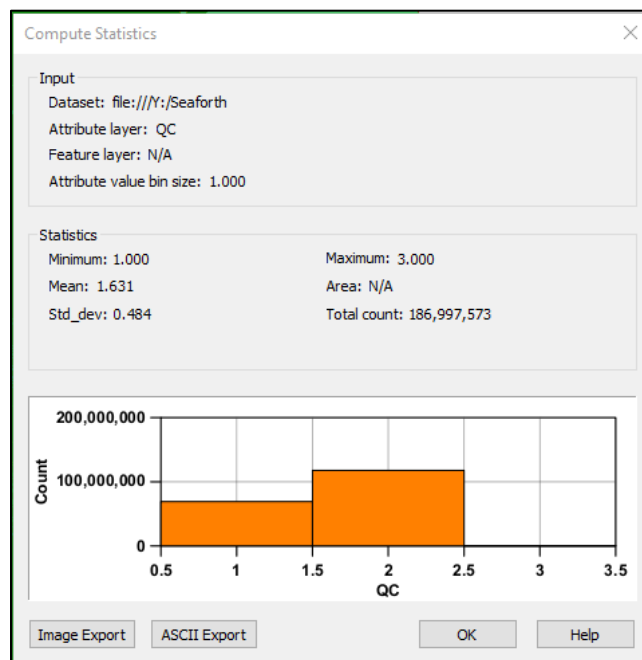 Compute Statistics
Input
Dataset: file:///Y:/Seaforth
Attribute layer: QC
Feature layer: N/A
Attribute value bin size: 1.000
Statistics
Minimum: 1.000
Maximum: 3.000
Mean: 1.631
Area: N/A
Std_dev: 0.484
Total count: 186,997,573
200,000,000
100,000,000
0
Count
0.5 1 1.5 2 2.5 3 3.5
QC
Image Export ASCII Export OK Help